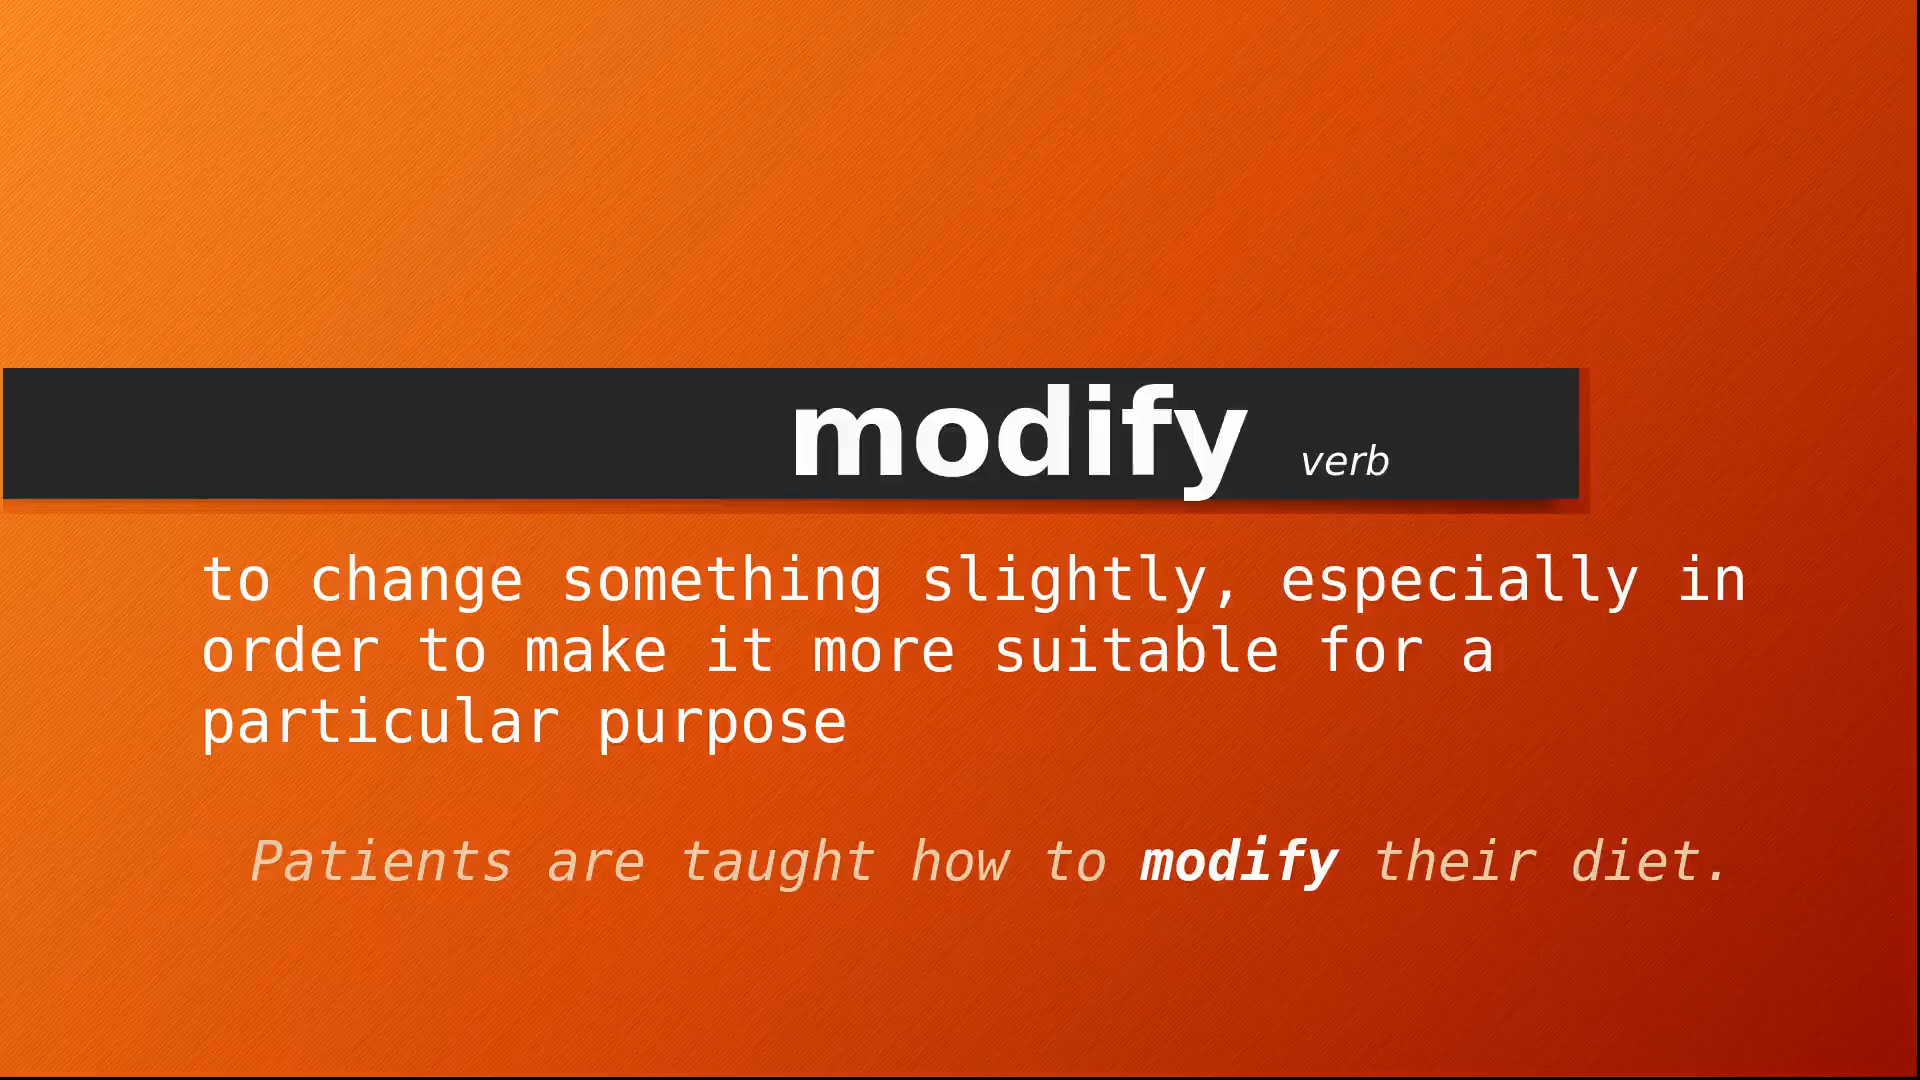 modify verb
to change something slightly, especially in
order to make it more suitable for a
particular purpose
Patients are taught how to modify their diet.